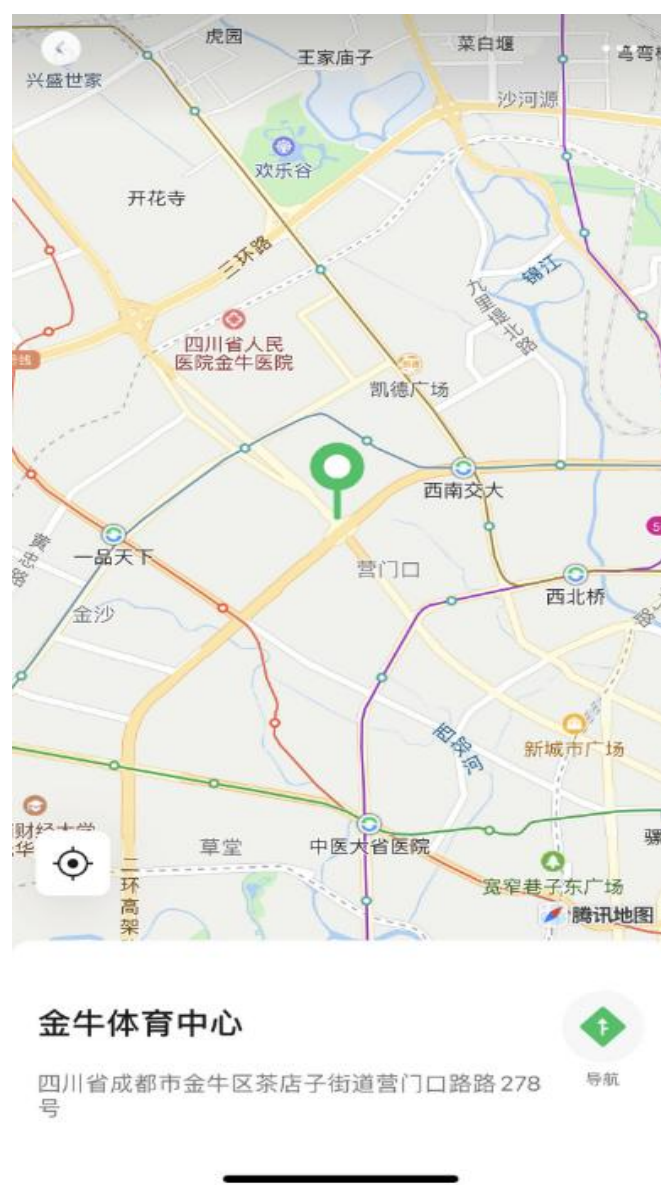 虎园
菜白堰
王家庙子
兴盛世家
沙河源
欢乐谷
开花寺
三环路
锦江
九里堤北路
四川省人民
医院金牛医院
凯德广场
西南交大
黄忠路
一品天下
5
营门口
西北桥
金沙
西郊河
新城市广场
中医大省医院
草堂
宽窄巷子东广场
二环高架
腾讯地图
金牛体育中心
四川省成都市金牛区茶店子街道营门口路路278
号
导航